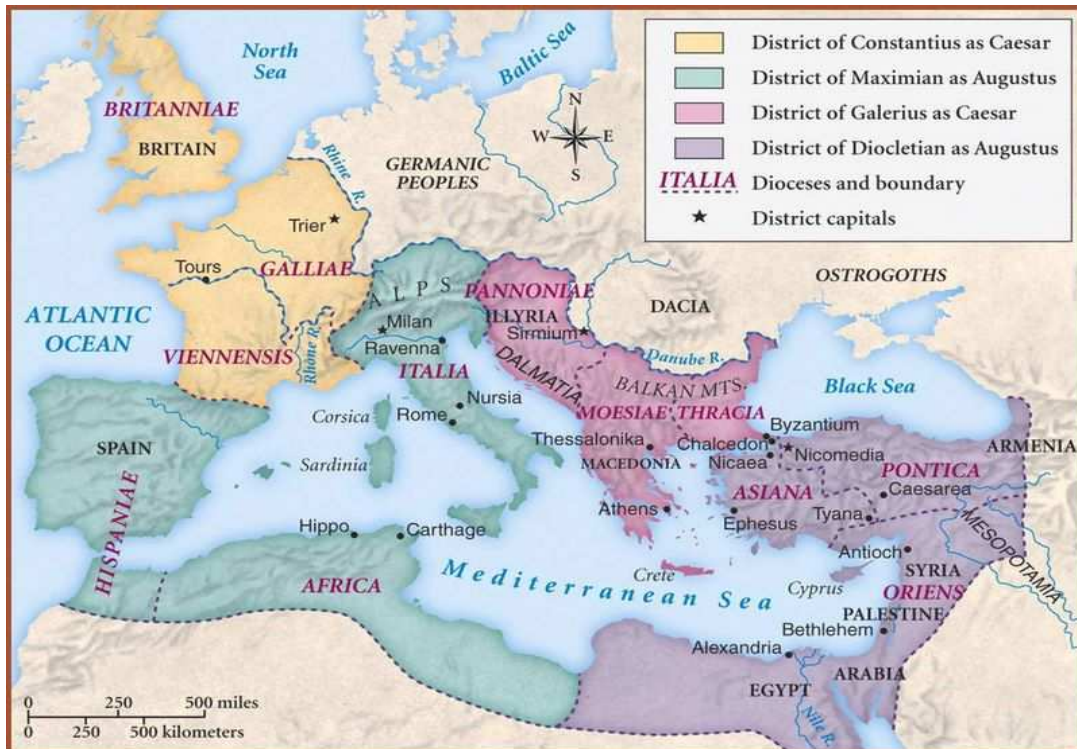 North
Sea
Baltic Sea
District of Constantius as Caesar
District of Maximian as Augustus
District of Galerius as Caesar
District of Diocletian as Augustus
ITALIA Dioceses and boundary
District capitals
N
W E
S
BRITANNIAE
BRITAIN
Rhine R.
GERMANIC
PEOPLES
Trier
Tours
GALLIAE
ATLANTIC
OCEAN
VIENNENSIS
Rhone R.
ALPS
Milan
Ravenna
ITALIA
PANNONIAE
ILLYRIA
Sirmium
DACIA
OSTROGOTHS
DALMATIA
Danube R.
BALKAN MTS.
Black Sea
Corsica
Nursia
Rome
MOESIAE THRACIA
Byzantium
Thessalonika
Chalcedon
MACEDONIA
Nicaea
Nicomedia
ARMENIA
SPAIN
Sardinia
PONTICA
Caesarea
ASIANA
Athens
Ephesus
Tyana
HISPANIAE
Hippo
Carthage
Antioch
MESOPOTAMIA
SYRIA
AFRICA
Mediterranean Sea
Crete
Cyprus
ORIENS
PALESTINE
Bethlehem
Alexandria
ARABIA
EGYPT
Nile R.
0 250 500 miles
0 250 500 kilometers